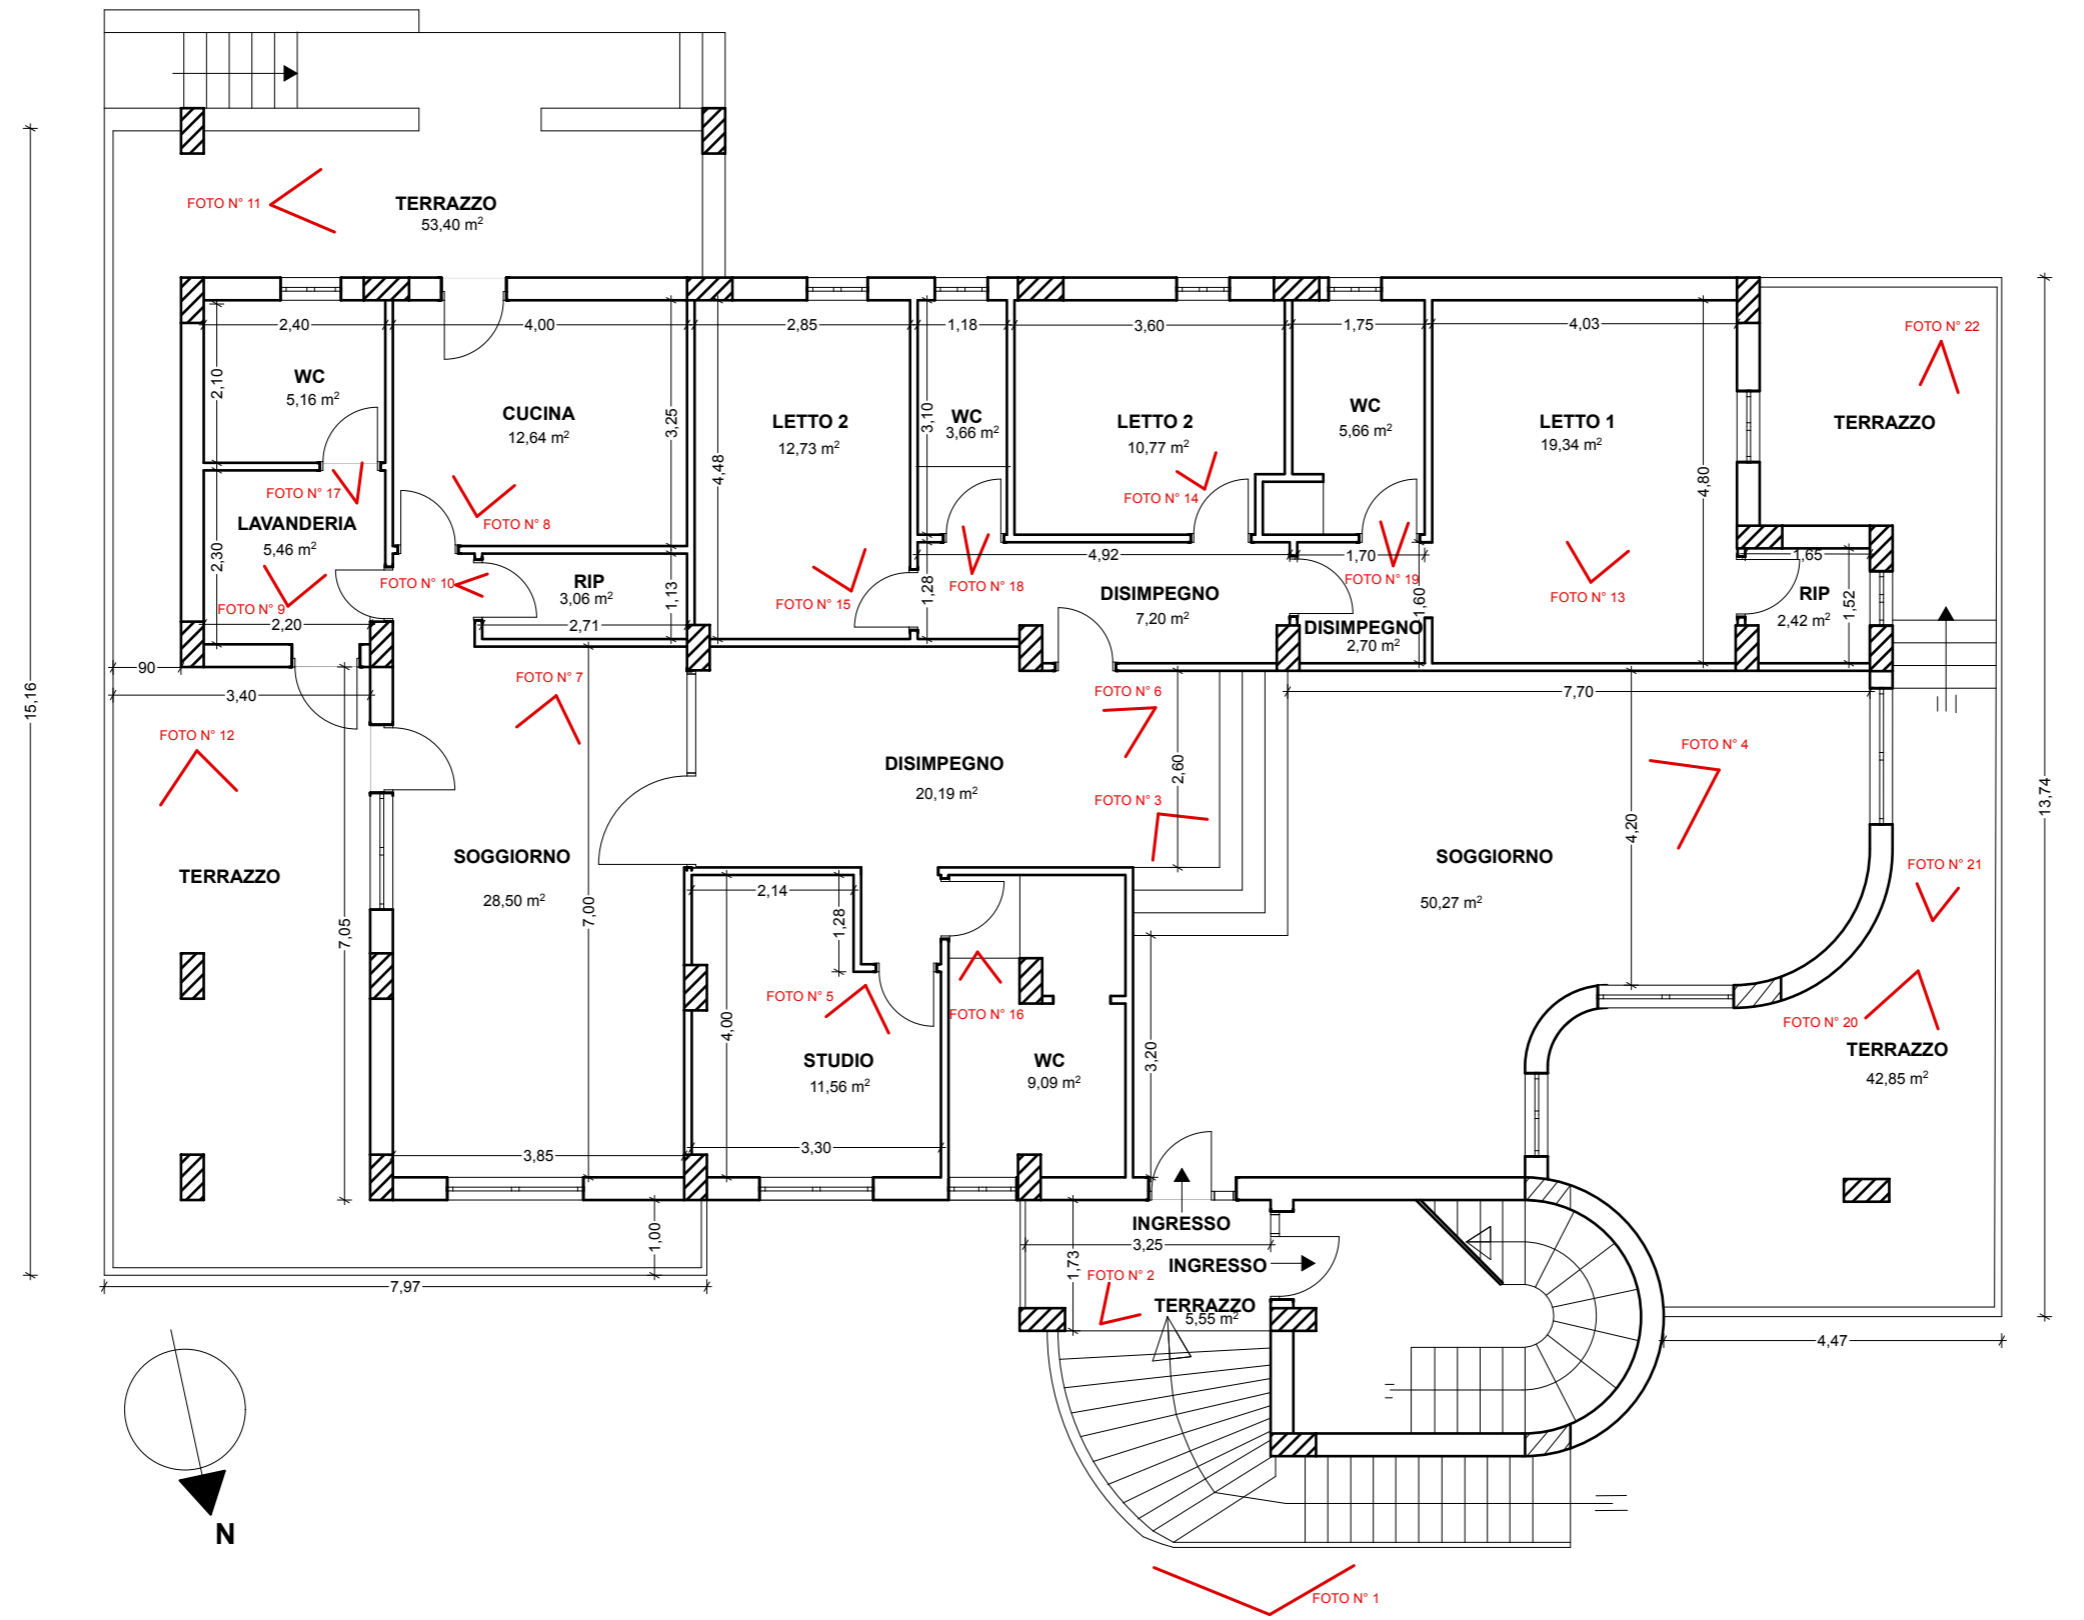 FOTO N° 11
TERRAZZO
53,40 m²
15,16
2,40
4,00
2,85
1,18
3,60
1,75
4,03
FOTO N° 22
2,10
WC
5,16 m²
CUCINA
12,64 m²
3,25
LETTO 2
12,73 m²
4,48
3,10
WC
3,66 m²
LETTO 2
10,77 m²
WC
5,66 m²
LETTO 1
19,34 m²
4,80
TERRAZZO
FOTO N° 17
FOTO N° 8
FOTO N° 14
LAVANDERIA
5,46 m²
2,30
FOTO N° 9
2,20
FOTO N° 10
RIP
3,06 m²
2,71
1,13
FOTO N° 15
1,28
4,92
FOTO N° 18
DISIMPEGNO
7,20 m²
1,70
FOTO N° 19
1,60
DISIMPEGNO
2,70 m²
FOTO N° 13
1,65
RIP
2,42 m²
1,52
90
3,40
FOTO N° 7
FOTO N° 6
7,70
FOTO N° 12
FOTO N° 4
DISIMPEGNO
20,19 m²
2,60
FOTO N° 3
4,20
13,74
TERRAZZO
SOGGIORNO
28,50 m²
7,00
7,05
2,14
1,28
SOGGIORNO
50,27 m²
FOTO N° 21
FOTO N° 5
FOTO N° 16
4,00
STUDIO
11,56 m²
WC
9,09 m²
3,20
FOTO N° 20
TERRAZZO
42,85 m²
3,85
3,30
1,00
7,97
INGRESSO
3,25
1,73
INGRESSO
FOTO N° 2
TERRAZZO
5,55 m²
4,47
N
FOTO N° 1